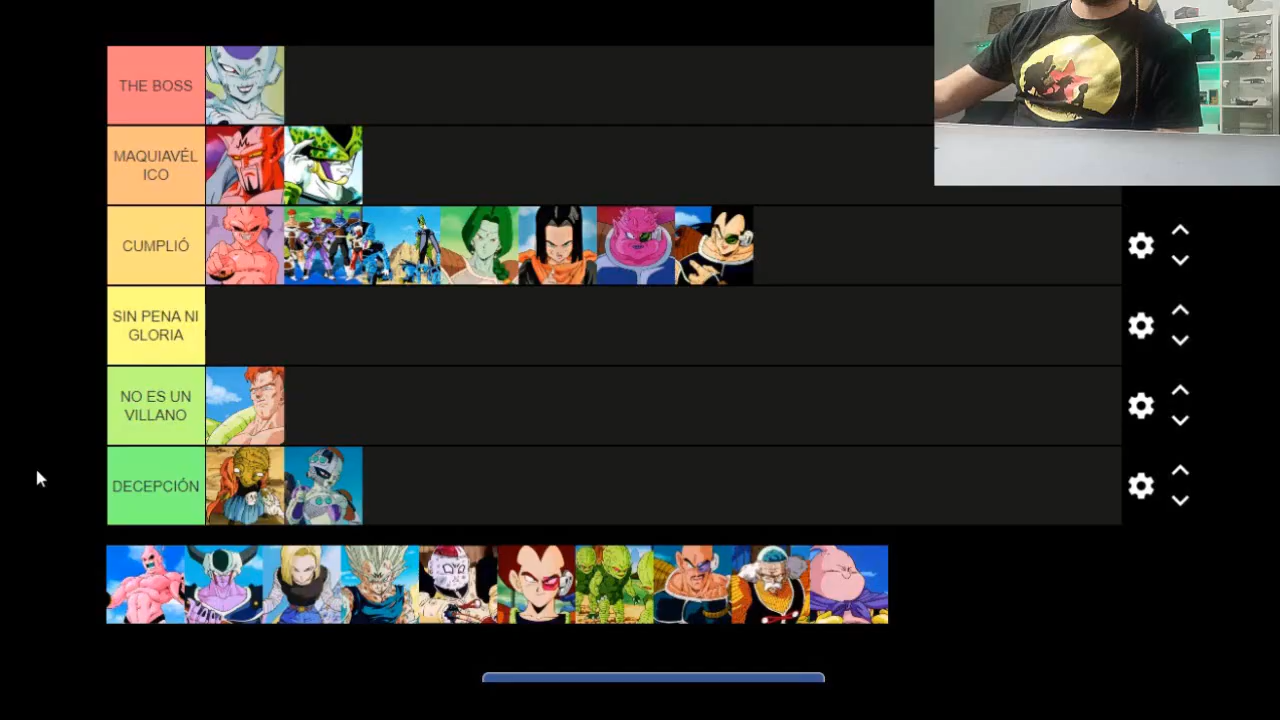 THE BOSS
MAQUIAVÉL
ICO
CUMPLIÓ
SIN PENA NI
GLORIA
NO ES UN
VILLANO
DECEPCIÓN